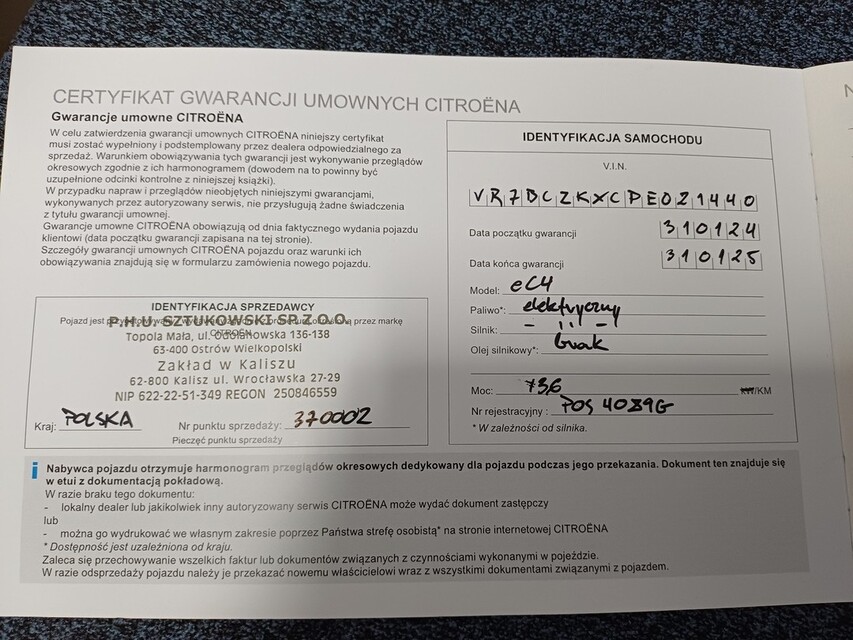 CERTYFIKAT GWARANCJI UMOWNYCH CITROËNA
Gwarancje umowne CITROËNA
W celu zatwierdzenia gwarancji umownych CITROËNA niniejszy certyfikat
musi zostać wypełniony i podstemplowany przez dealera odpowiedzialnego za
sprzedaż. Warunkiem obowiązywania tych gwarancji jest wykonywanie przeglądów
okresowych zgodnie z ich harmonogramem (dowodem na to powinny być
uzupełnione odcinki kontrolne z niniejszej książki).
W przypadku napraw i przeglądów nieobjętych niniejszymi gwarancjami,
wykonywanych przez autoryzowany serwis, nie przysługują żadne świadczenia
z tytułu gwarancji umownej.
Gwarancje umowne CITROËNA obowiązują od dnia faktycznego wydania pojazdu
klientowi (data początku gwarancji zapisana na tej stronie).
Szczegóły gwarancji umownych CITROËNA pojazdu oraz warunki ich
obowiązywania znajdują się w formularzu zamówienia nowego pojazdu.
IDENTYFIKACJA SPRZEDAWCY
Pojazd jest przez markę
CITROËN
P.H.U. SZUKOWSKI SP. Z O.O.
Topola Mała, ul. Odolanowska 136-138
63-400 Ostrów Wielkopolski
Zakład w Kaliszu
62-800 Kalisz ul. Wrocławska 27-29
NIP 622-22-51-349 REGON 250846559
Kraj: POLSKA Nr punktu sprzedaży: 370002
Pieczęć punktu sprzedaży
IDENTYFIKACJA SAMOCHODU
V.I.N.
VR7BCZKXCPE021440
Data początku gwarancji 310124
Data końca gwarancji 310125
Model: eC4
Paliwo*: elektryczny
Silnik: - || -
Olej silnikowy*: brak
Moc: 136 kW/KM
Nr rejestracyjny : POS 4089G
* W zależności od silnika.
i Nabywca pojazdu otrzymuje harmonogram przeglądów okresowych dedykowany dla pojazdu podczas jego przekazania. Dokument ten znajduje się
w etui z dokumentacją pokładową.
W razie braku tego dokumentu:
- lokalny dealer lub jakikolwiek inny autoryzowany serwis CITROËNA może wydać dokument zastępczy
lub
- można go wydrukować we własnym zakresie poprzez Państwa strefę osobistą* na stronie internetowej CITROËNA
* Dostępność jest uzależniona od kraju.
Zaleca się przechowywanie wszelkich faktur lub dokumentów związanych z czynnościami wykonanymi w pojeździe.
W razie odsprzedaży pojazdu należy je przekazać nowemu właścicielowi wraz z wszystkimi dokumentami związanymi z pojazdem.